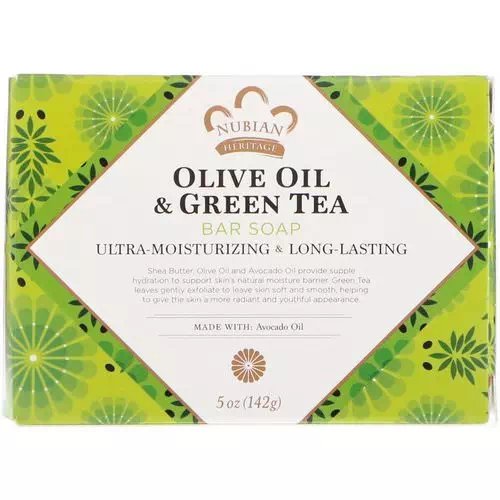 NUBIAN
HERITAGE
OLIVE OIL
& GREEN TEA
BAR SOAP
ULTRA-MOISTURIZING & LONG-LASTING
Shea Butter, Olive Oil and Avocado Oil provide supple
hydration to support skin's natural moisture barrier. Green Tea
leaves gently exfoliate to leave skin soft and smooth, helping
to give the skin a more radiant and youthful appearance.
MADE WITH: Avocado Oil
5 oz (142g)